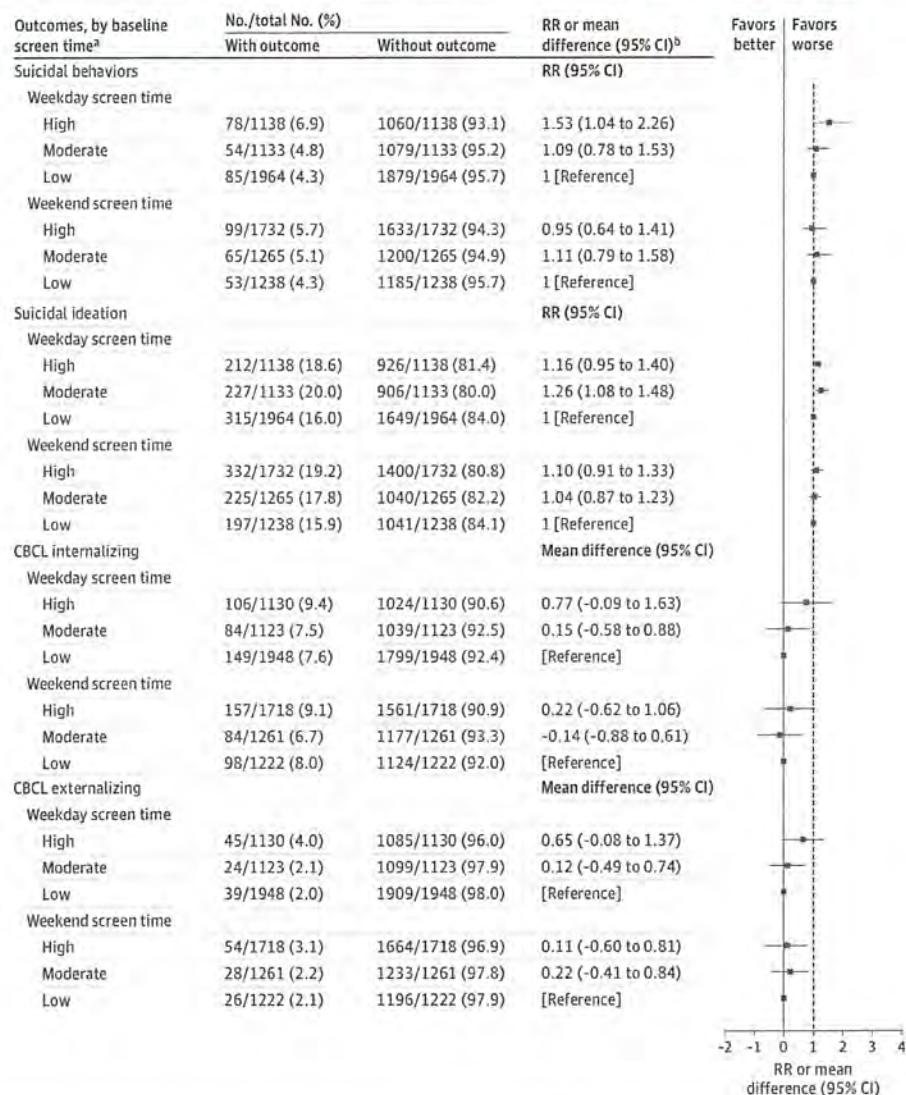 Outcomes, by baseline screen time^a No./total No. (%) RR or mean difference (95% CI)^b Favors better Favors worse
With outcome Without outcome
Suicidal behaviors RR (95% CI)
Weekday screen time
High 78/1138 (6.9) 1060/1138 (93.1) 1.53 (1.04 to 2.26)
Moderate 54/1133 (4.8) 1079/1133 (95.2) 1.09 (0.78 to 1.53)
Low 85/1964 (4.3) 1879/1964 (95.7) 1 [Reference]
Weekend screen time
High 99/1732 (5.7) 1633/1732 (94.3) 0.95 (0.64 to 1.41)
Moderate 65/1265 (5.1) 1200/1265 (94.9) 1.11 (0.79 to 1.58)
Low 53/1238 (4.3) 1185/1238 (95.7) 1 [Reference]
Suicidal ideation RR (95% CI)
Weekday screen time
High 212/1138 (18.6) 926/1138 (81.4) 1.16 (0.95 to 1.40)
Moderate 227/1133 (20.0) 906/1133 (80.0) 1.26 (1.08 to 1.48)
Low 315/1964 (16.0) 1649/1964 (84.0) 1 [Reference]
Weekend screen time
High 332/1732 (19.2) 1400/1732 (80.8) 1.10 (0.91 to 1.33)
Moderate 225/1265 (17.8) 1040/1265 (82.2) 1.04 (0.87 to 1.23)
Low 197/1238 (15.9) 1041/1238 (84.1) 1 [Reference]
CBCL internalizing Mean difference (95% CI)
Weekday screen time
High 106/1130 (9.4) 1024/1130 (90.6) 0.77 (-0.09 to 1.63)
Moderate 84/1123 (7.5) 1039/1123 (92.5) 0.15 (-0.58 to 0.88)
Low 149/1948 (7.6) 1799/1948 (92.4) [Reference]
Weekend screen time
High 157/1718 (9.1) 1561/1718 (90.9) 0.22 (-0.62 to 1.06)
Moderate 84/1261 (6.7) 1177/1261 (93.3) -0.14 (-0.88 to 0.61)
Low 98/1222 (8.0) 1124/1222 (92.0) [Reference]
CBCL externalizing Mean difference (95% CI)
Weekday screen time
High 45/1130 (4.0) 1085/1130 (96.0) 0.65 (-0.08 to 1.37)
Moderate 24/1123 (2.1) 1099/1123 (97.9) 0.12 (-0.49 to 0.74)
Low 39/1948 (2.0) 1909/1948 (98.0) [Reference]
Weekend screen time
High 54/1718 (3.1) 1664/1718 (96.9) 0.11 (-0.60 to 0.81)
Moderate 28/1261 (2.2) 1233/1261 (97.8) 0.22 (-0.41 to 0.84)
Low 26/1222 (2.1) 1196/1222 (97.9) [Reference]
-2 -1 0 1 2 3 4
RR or mean
difference (95% CI)